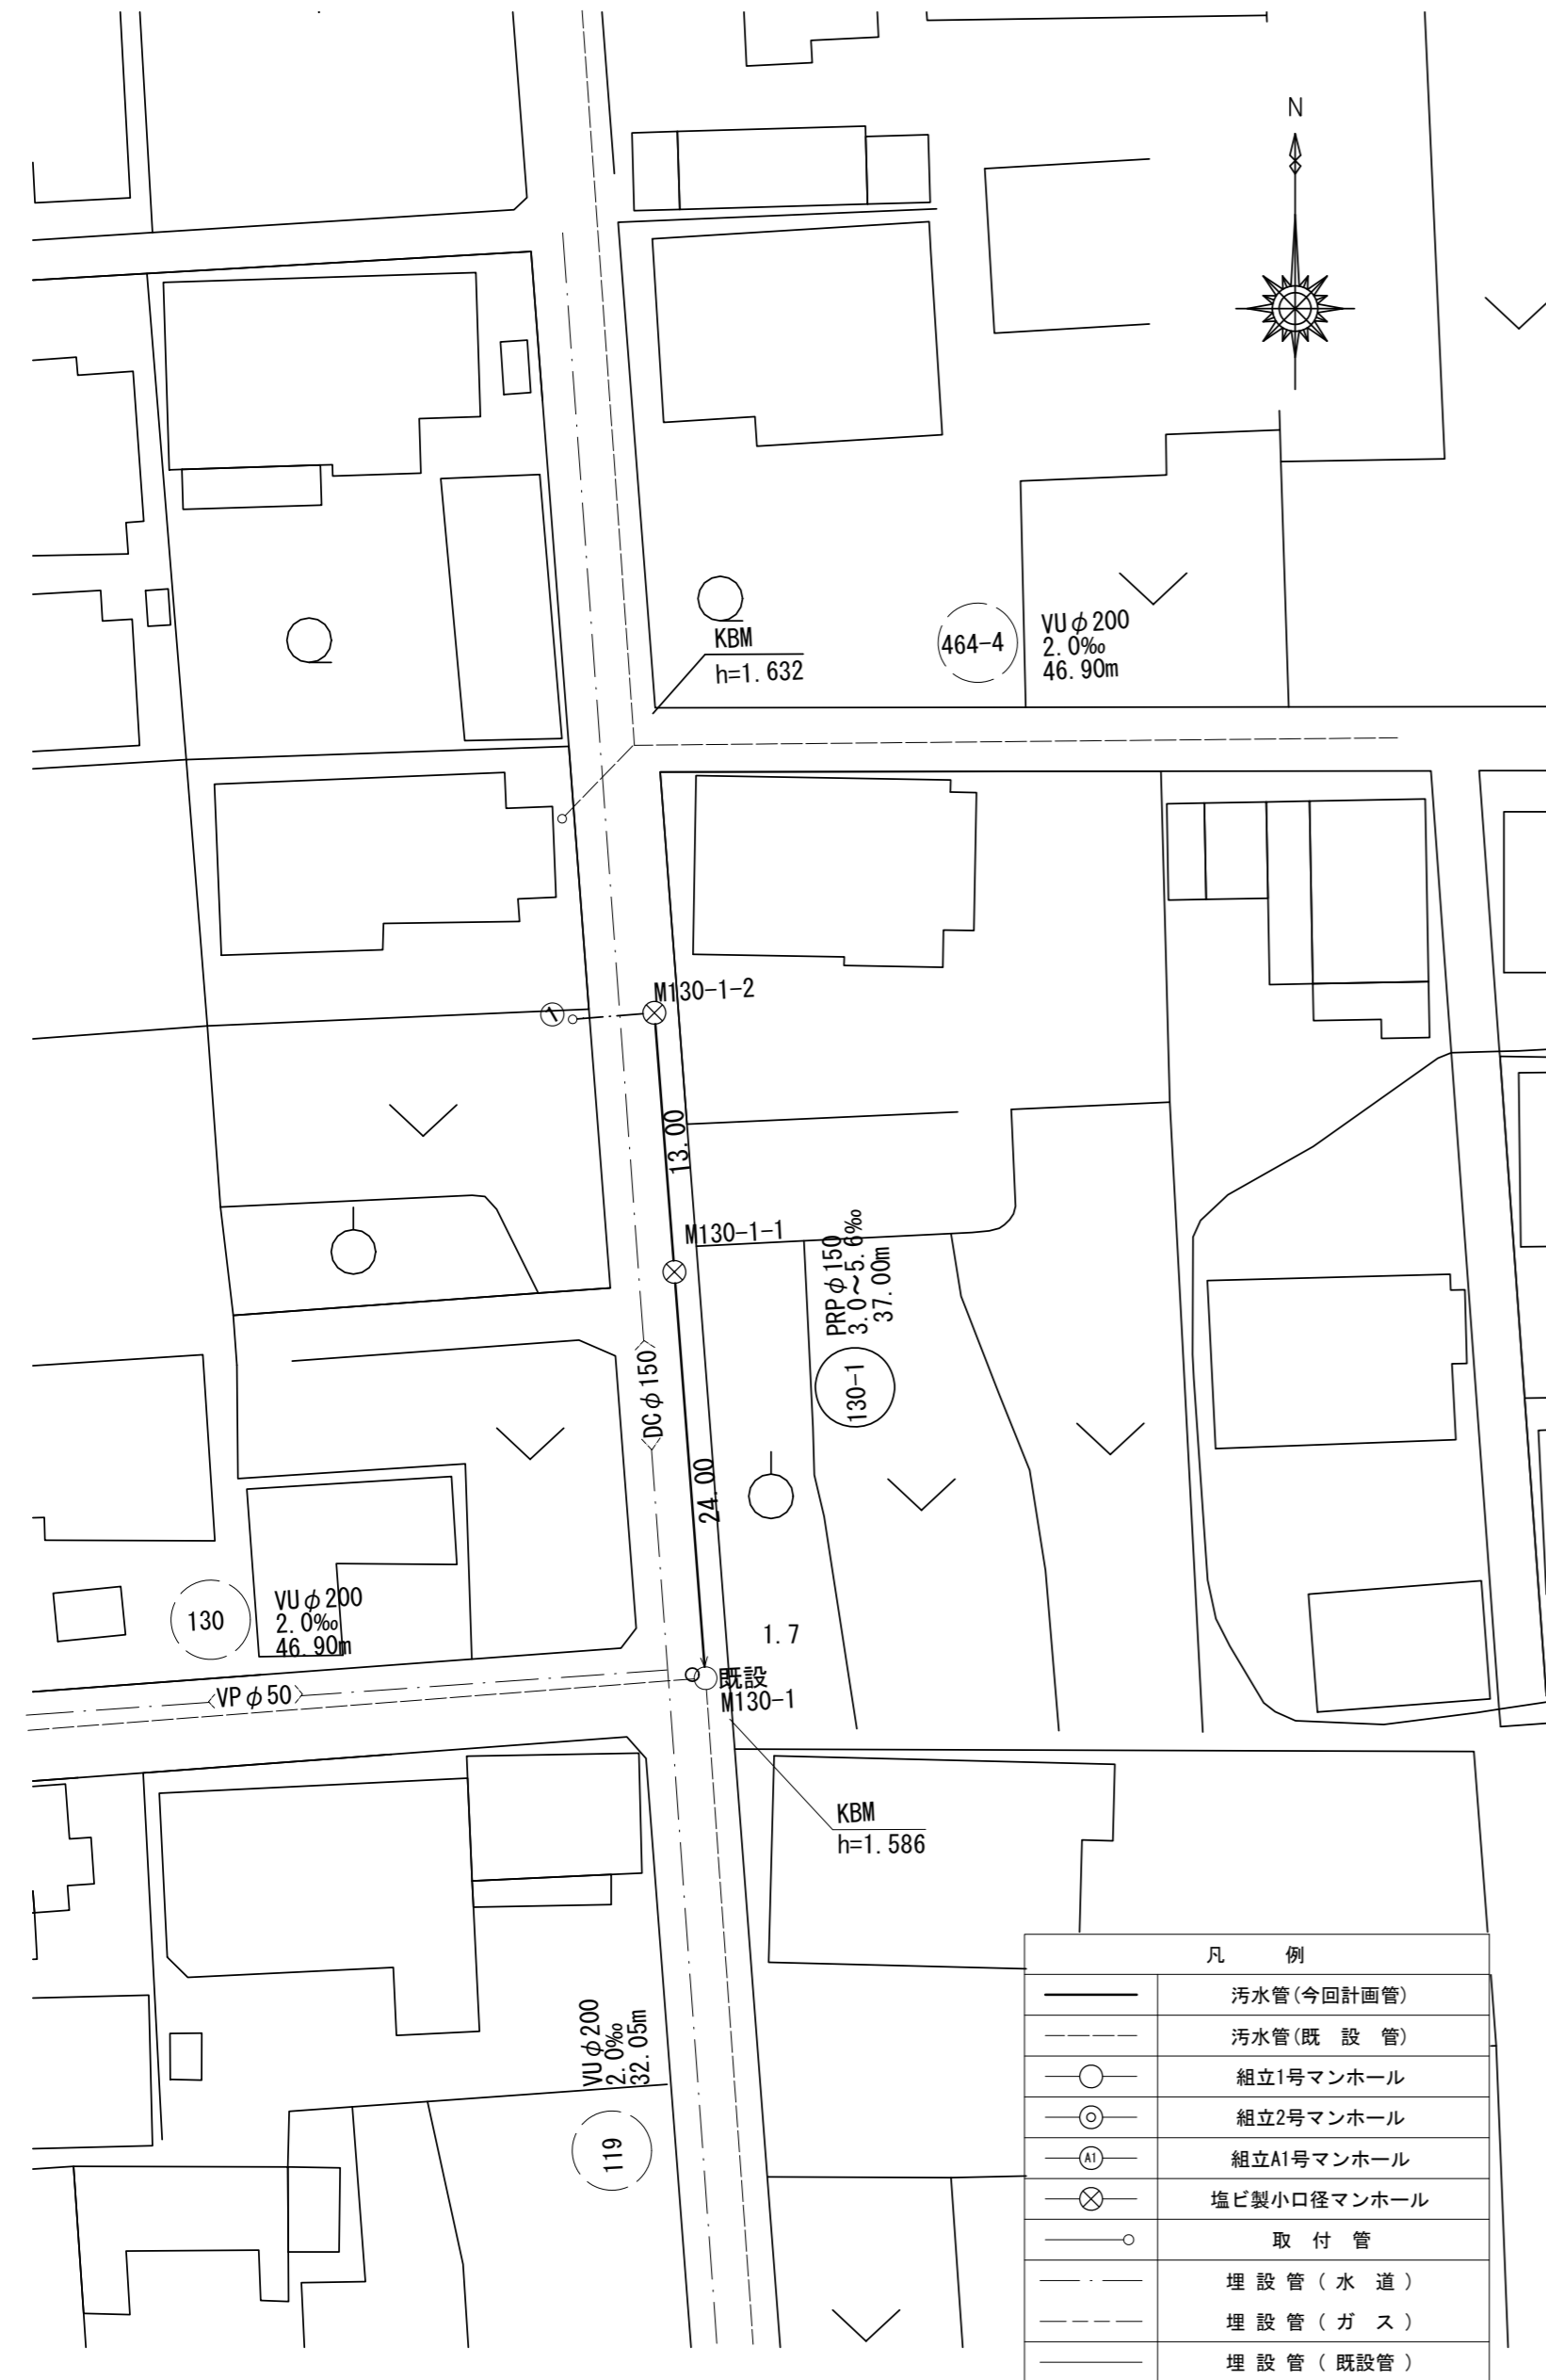 N
KBM
h=1.632
464-4
VUφ200
2.0‰
46.90m
M130-1-2
1
13.00
M130-1-1
PRPφ150
3.0～5.6‰
37.00m
130-1
DCφ150
24.00
130
VUφ200
2.0‰
46.90m
1.7
既設
M130-1
VPφ50
KBM
h=1.586
VUφ200
2.0‰
32.05m
119
凡 例
汚水管(今回計画管)
汚水管(既 設 管)
組立1号マンホール
組立2号マンホール
A1 組立A1号マンホール
塩ビ製小口径マンホール
取 付 管
埋 設 管 ( 水 道 )
埋 設 管 ( ガ ス )
埋 設 管 ( 既設管 )